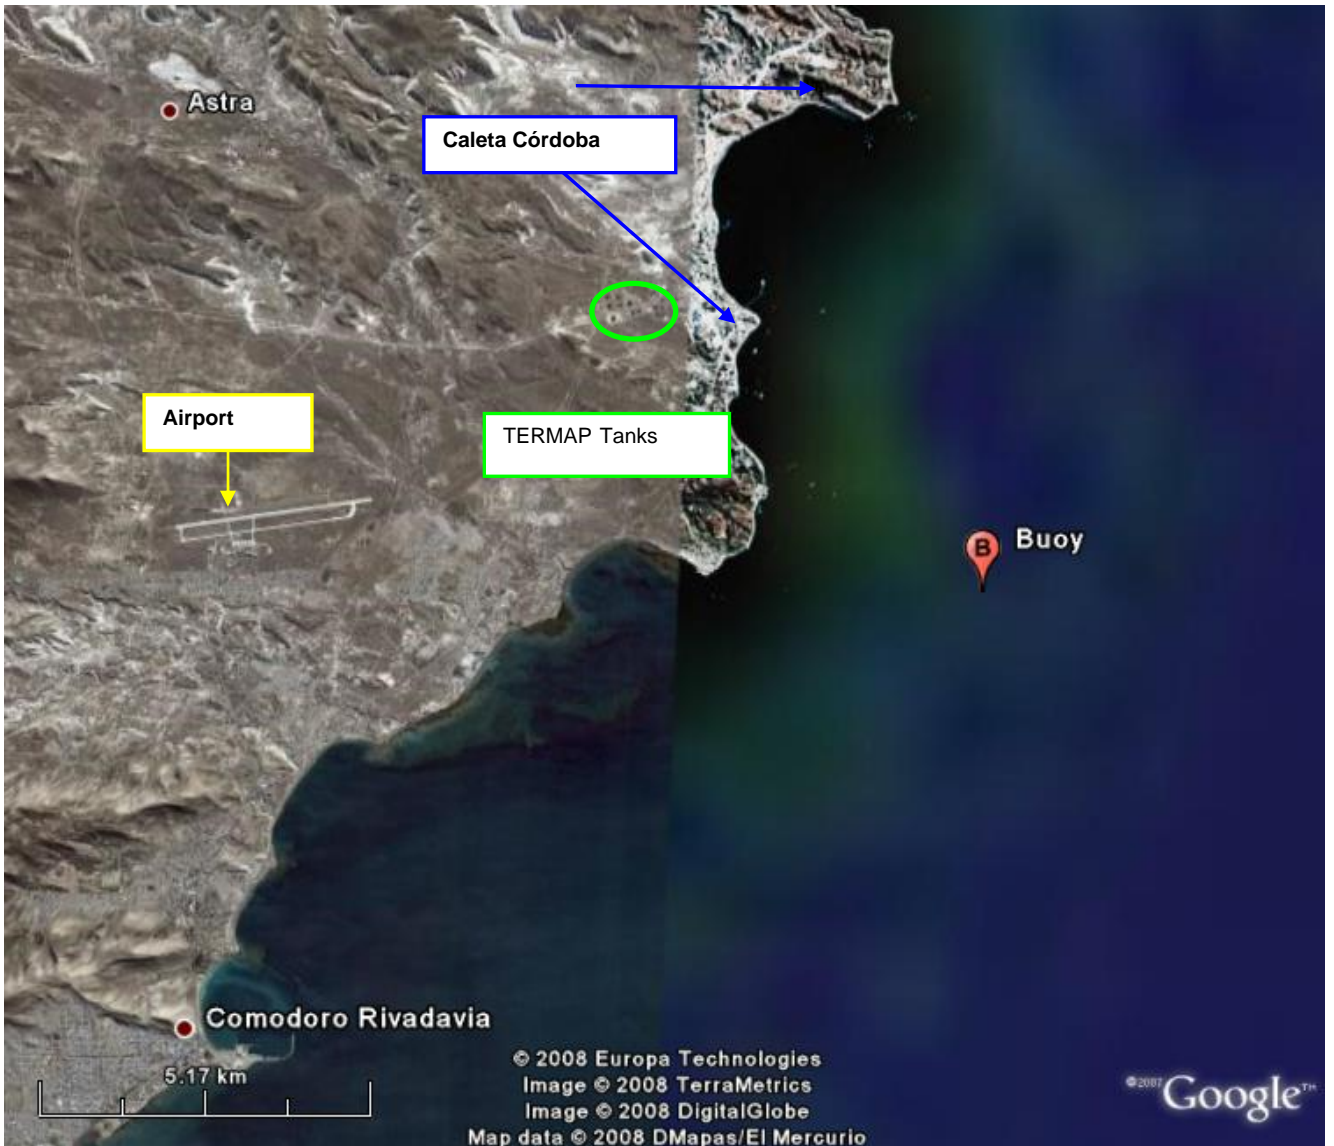 Astra
Caleta Córdoba
Airport
TERMAP Tanks
B
Buoy
Comodoro Rivadavia
5.17 km
© 2008 Europa Technologies
Image © 2008 TerraMetrics
Image © 2008 DigitalGlobe
Map data © 2008 DMapas/El Mercurio
©2007 Google™